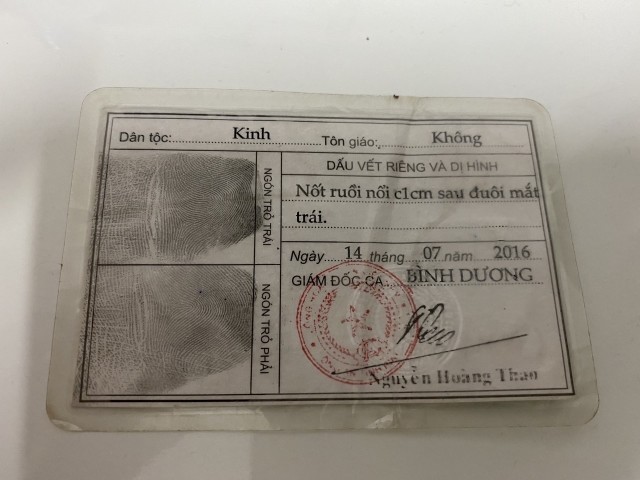 Dân tộc: Kinh Tôn giáo: Không
NGÓN TRỎ TRÁI
NGÓN TRỎ PHẢI
DẤU VẾT RIÊNG VÀ DỊ HÌNH
Nốt ruồi nổi c1cm sau đuôi mắt
trái.
Ngày 14 tháng 07 năm 2016
GIÁM ĐỐC CA. BÌNH DƯƠNG
Nguyễn Hoàng Thao